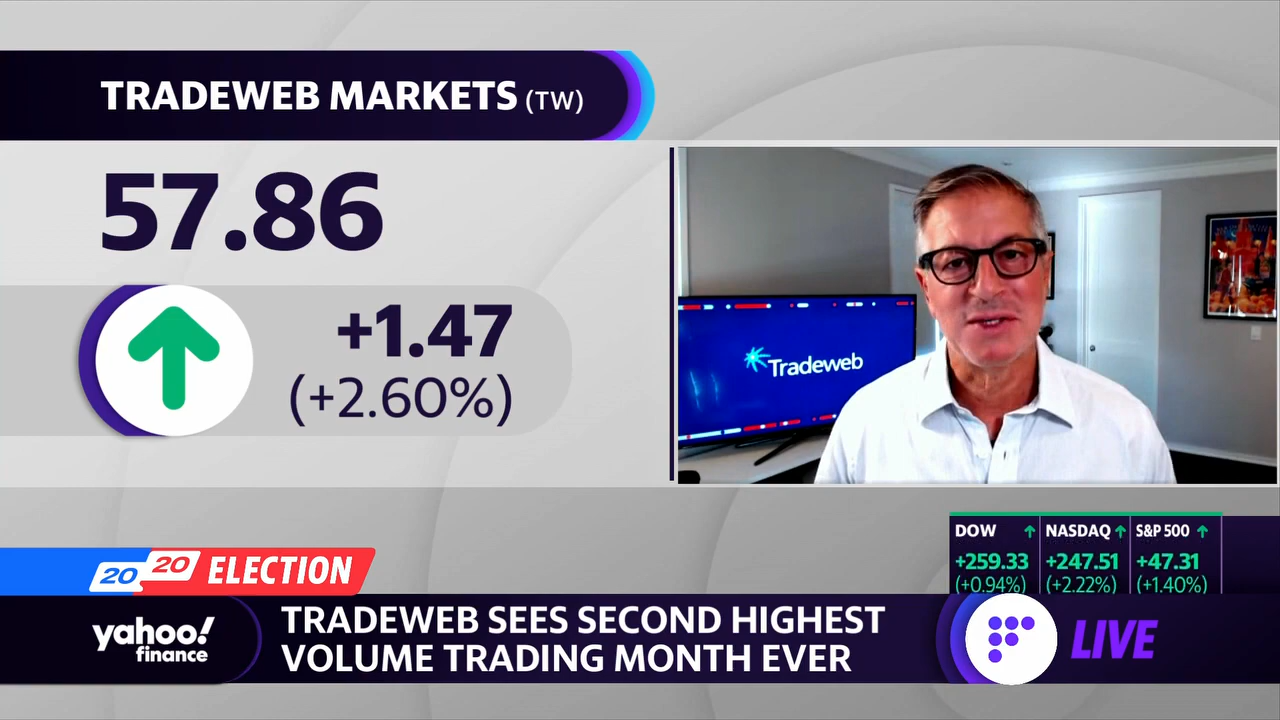 TRADEWEB MARKETS (TW)
57.86
+1.47
(+2.60%)
Tradeweb
DOW
+259.33
(+0.94%)
NASDAQ
+247.51
(+2.22%)
S&P 500
+47.31
(+1.40%)
2020 ELECTION
yahoo!
finance
TRADEWEB SEES SECOND HIGHEST
VOLUME TRADING MONTH EVER
LIVE